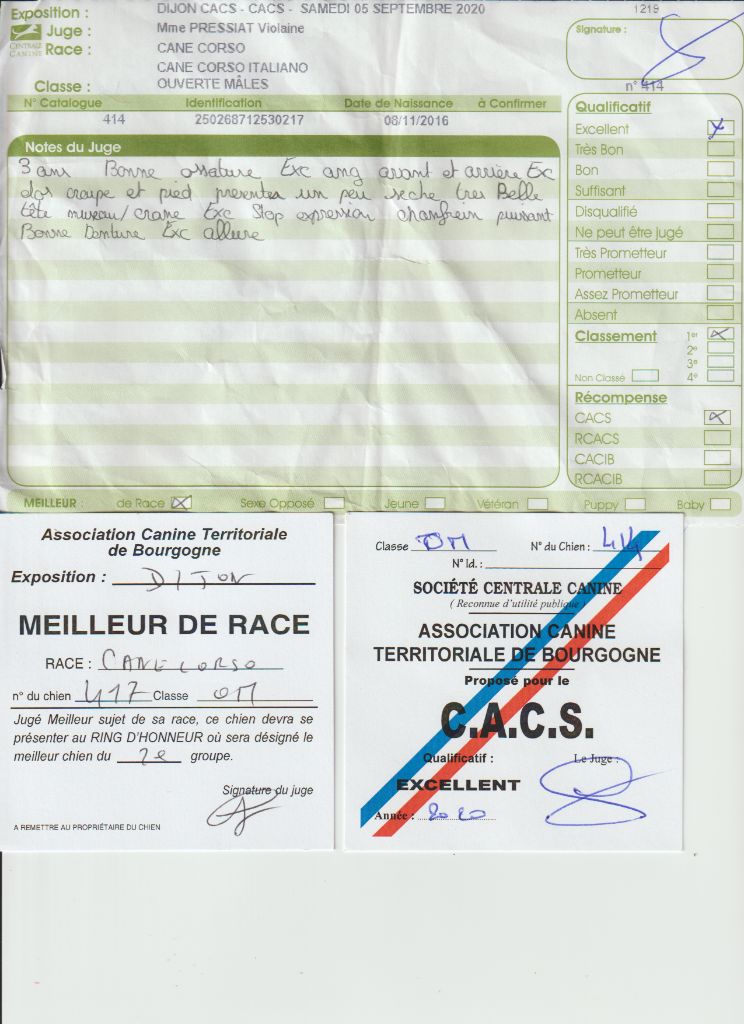 Exposition : DIJON CACS - CACS - SAMEDI 05 SEPTEMBRE 2020 1219
Juge : Mme PRESSIAT Violaine
CENTRALE CANINE
Race : CANE CORSO
CANE CORSO ITALIANO
Classe : OUVERTE MÂLES
Signature :
n° 414
N° Catalogue Identification Date de Naissance à Confirmer
414 250268712530217 08/11/2016
Notes du Juge
3 ans Bonne ossature Exc ang avant et arrière Exc
dos croupe et pied présentés un peu seche très Belle
tête museau/crane Exc Stop expression chanfrein puissant
Bonne Denture Exc allure
Qualificatif
Excellent
Très Bon
Bon
Suffisant
Disqualifié
Ne peut être jugé
Très Prometteur
Prometteur
Assez Prometteur
Absent
Classement 1er
2e
3e
Non Classé 4e
Récompense
CACS
RCACS
CACIB
RCACIB
MEILLEUR : de Race Sexe Opposé Jeune Vétéran Puppy Baby
Association Canine Territoriale
de Bourgogne
Exposition : DIJON
MEILLEUR DE RACE
RACE : CANE CORSO
n° du chien 417 Classe OM
Jugé Meilleur sujet de sa race, ce chien devra se
présenter au RING D'HONNEUR où sera désigné le
meilleur chien du 2e groupe.
Signature du juge
A REMETTRE AU PROPRIÉTAIRE DU CHIEN
Classe OM N° du Chien : 414
N° Id. :
SOCIÉTÉ CENTRALE CANINE
( Reconnue d'utilité publique )
ASSOCIATION CANINE
TERRITORIALE DE BOURGOGNE
Proposé pour le
C.A.C.S.
Qualificatif : Le Juge :
EXCELLENT
Année : 2020